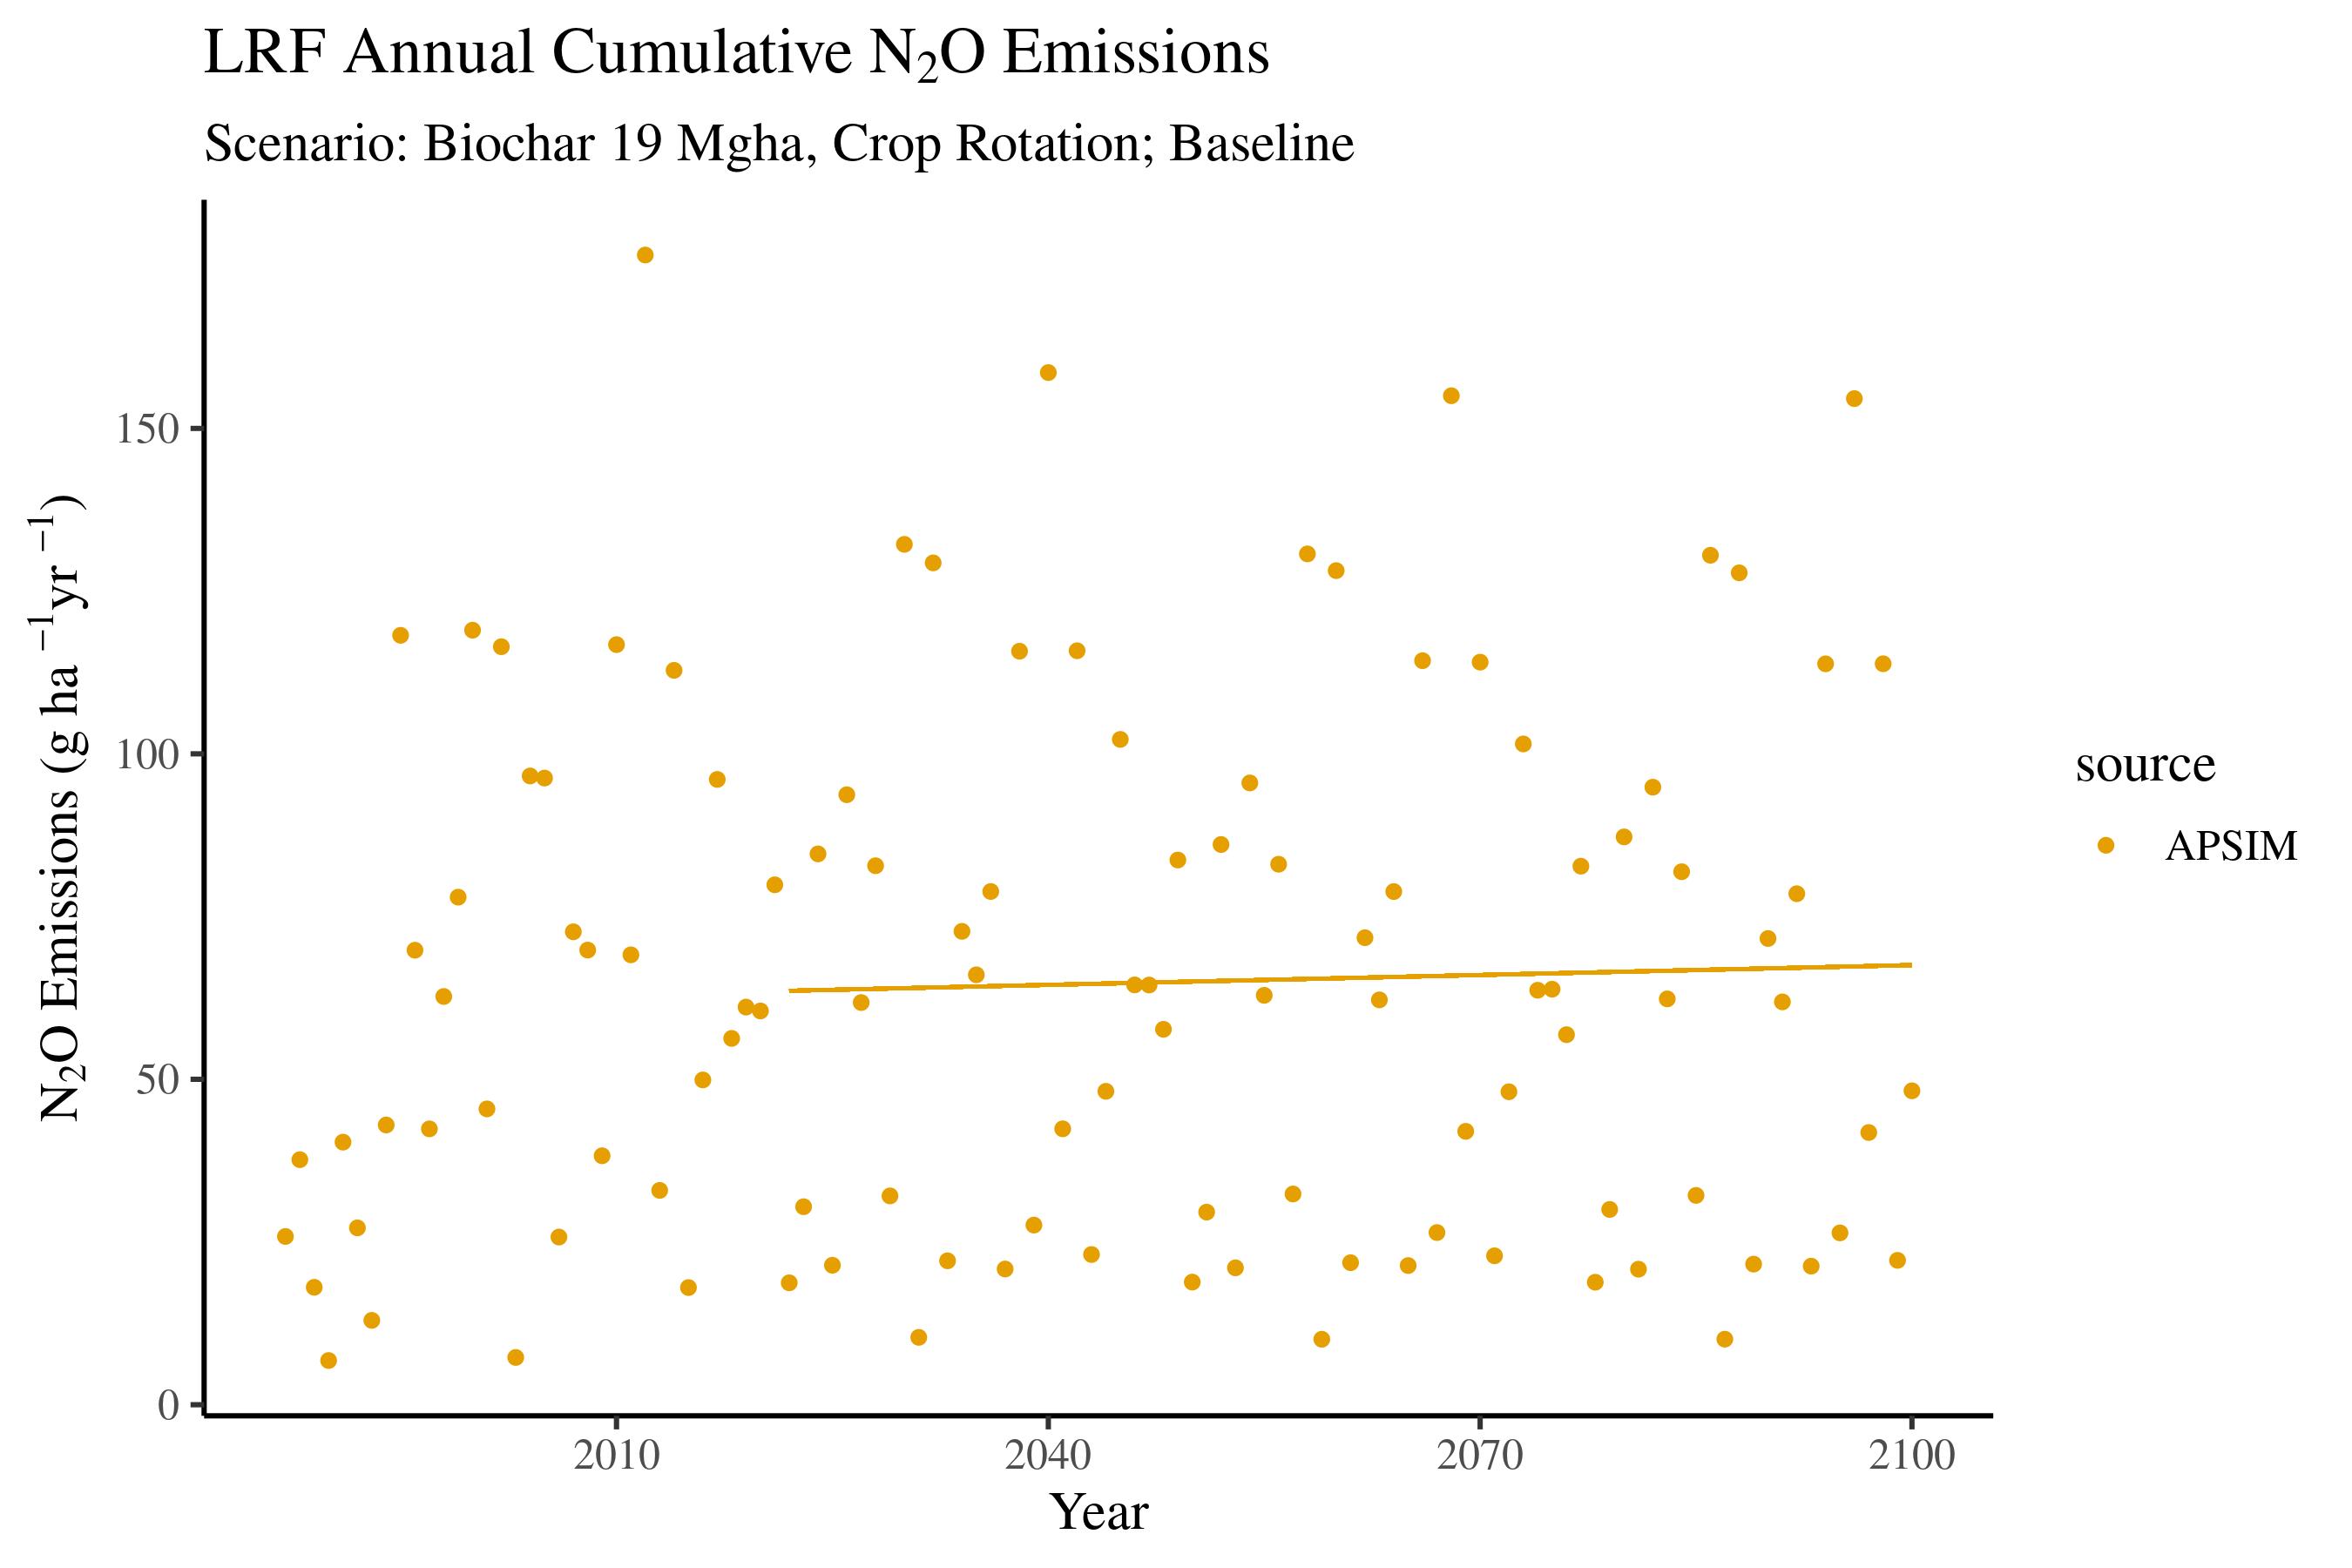 LRF Annual Cumulative N₂O Emissions
Scenario: Biochar 19 Mgha, Crop Rotation; Baseline
N₂O Emissions (g ha⁻¹yr⁻¹)
150
100
50
0
2010 2040 2070 2100
Year
source
APSIM